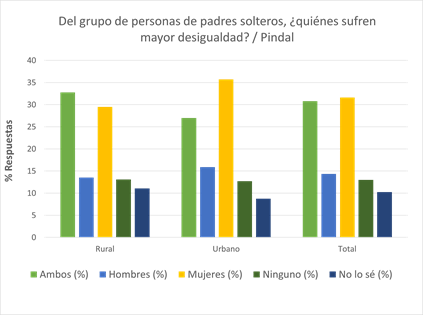 Del grupo de personas de padres solteros, ¿quiénes sufren
mayor desigualdad? / Pindal
40
35
30
25
20
15
10
5
0
% Respuestas
Rural Urbano Total
Ambos (%) Hombres (%) Mujeres (%) Ninguno (%) No lo sé (%)